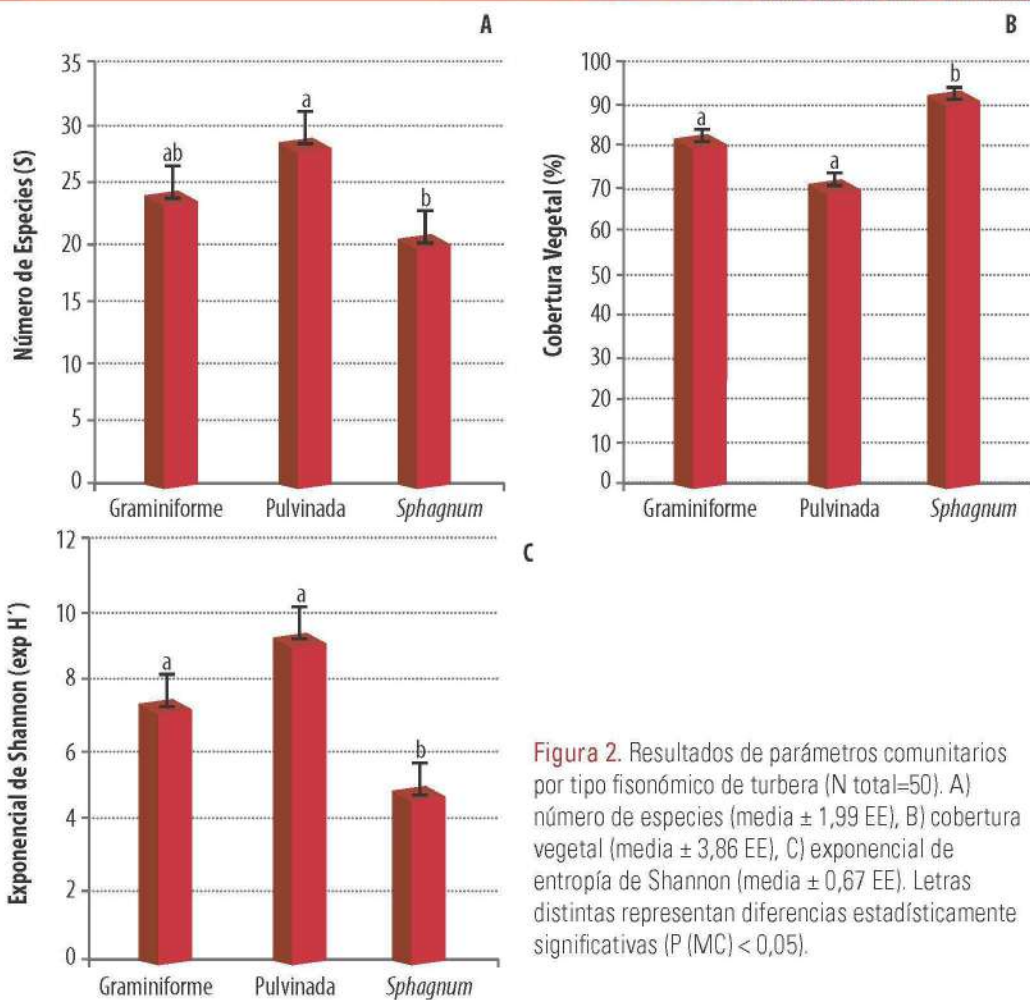 A
Número de Especies (S)
35
30
25
20
15
10
5
0
ab
a
b
Graminiforme Pulvinada Sphagnum
B
Cobertura Vegetal (%)
100
90
80
70
60
50
40
30
20
10
0
a
a
b
Graminiforme Pulvinada Sphagnum
C
Exponencial de Shannon (exp H´)
12
10
8
6
4
2
0
a
a
b
Graminiforme Pulvinada Sphagnum
Figura 2. Resultados de parámetros comunitarios
por tipo fisonómico de turbera (N total=50). A)
número de especies (media ± 1,99 EE), B) cobertura
vegetal (media ± 3,86 EE), C) exponencial de
entropía de Shannon (media ± 0,67 EE). Letras
distintas representan diferencias estadísticamente
significativas (P (MC) < 0,05).